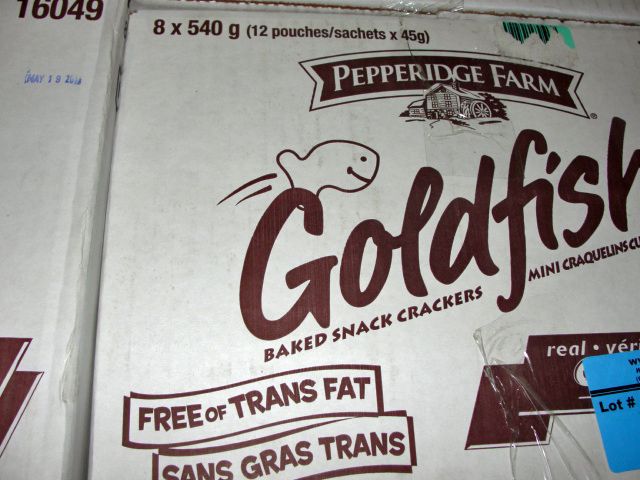 16049
8 x 540 g (12 pouches/sachets x 45g)
PEPPERIDGE FARM
Goldfish
BAKED SNACK CRACKERS
MINI CRAQUELINS
real •
FREE OF TRANS FAT
SANS GRAS TRANS
Lot #